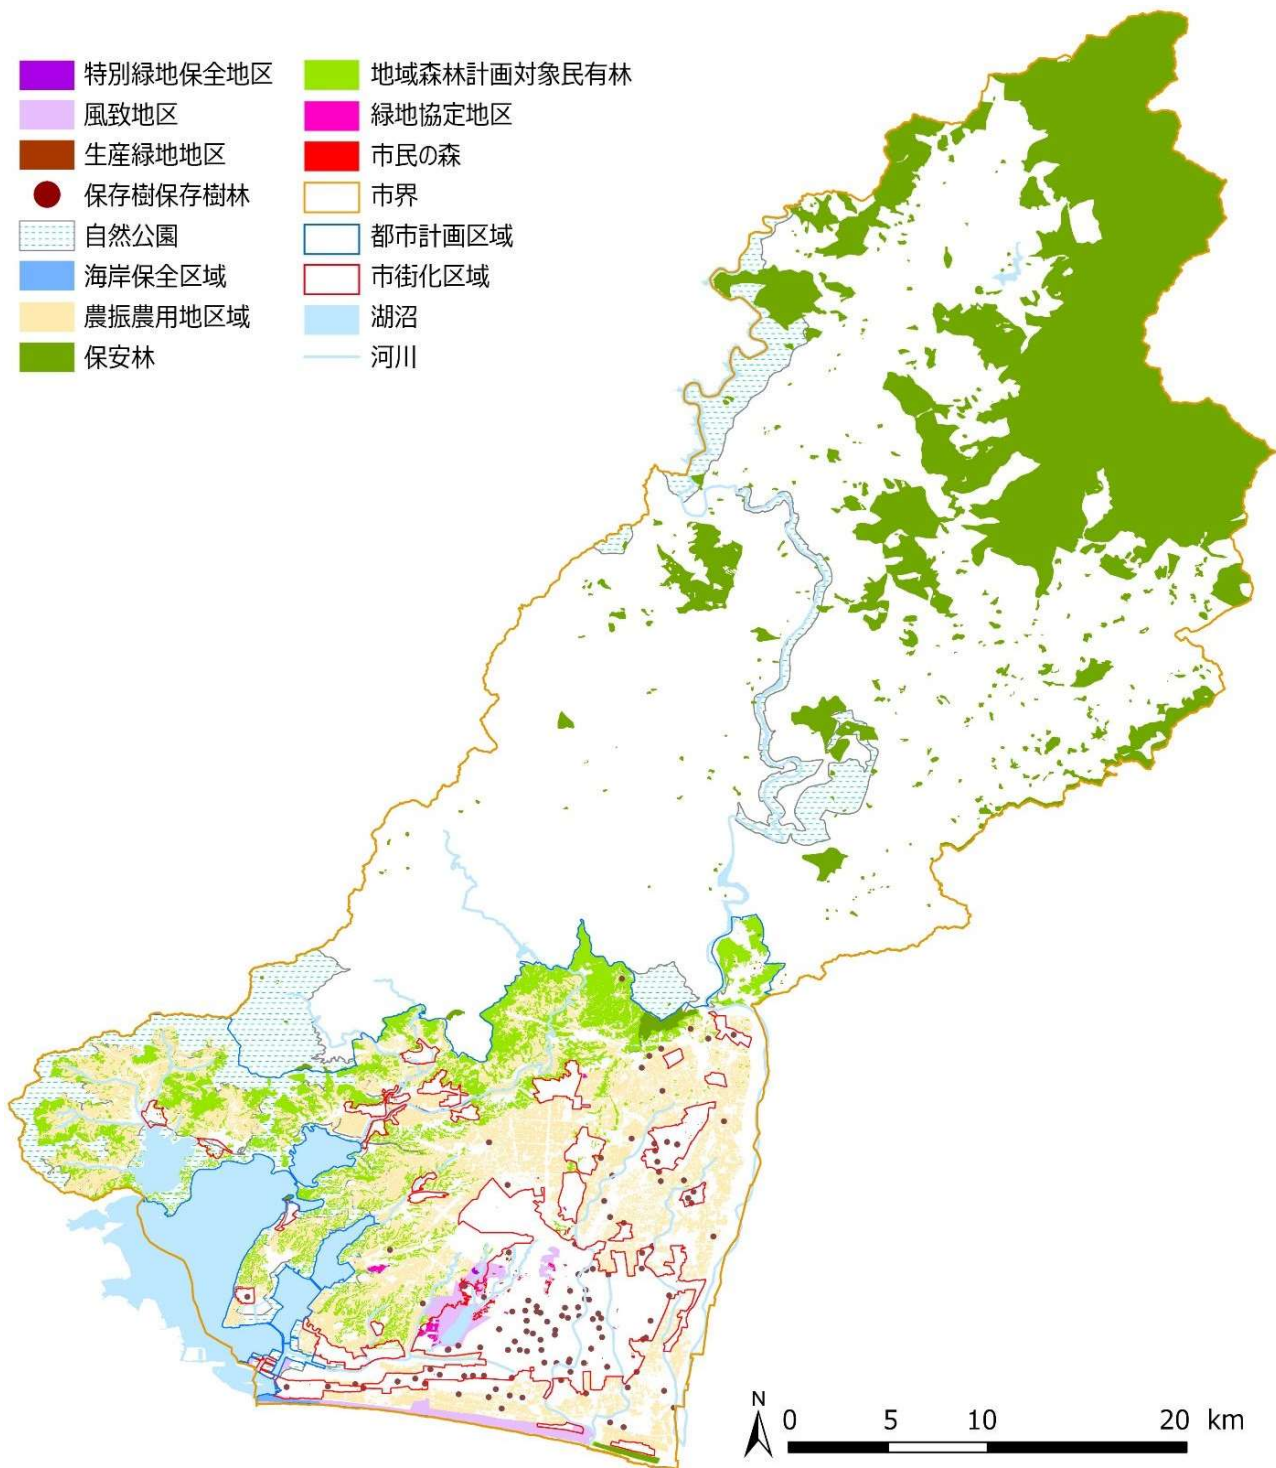 特別緑地保全地区
風致地区
生産緑地地区
保存樹保存樹林
自然公園
海岸保全区域
農振農用地区域
保安林
地域森林計画対象民有林
緑地協定地区
市民の森
市界
都市計画区域
市街化区域
湖沼
河川
N
0 5 10 20 km